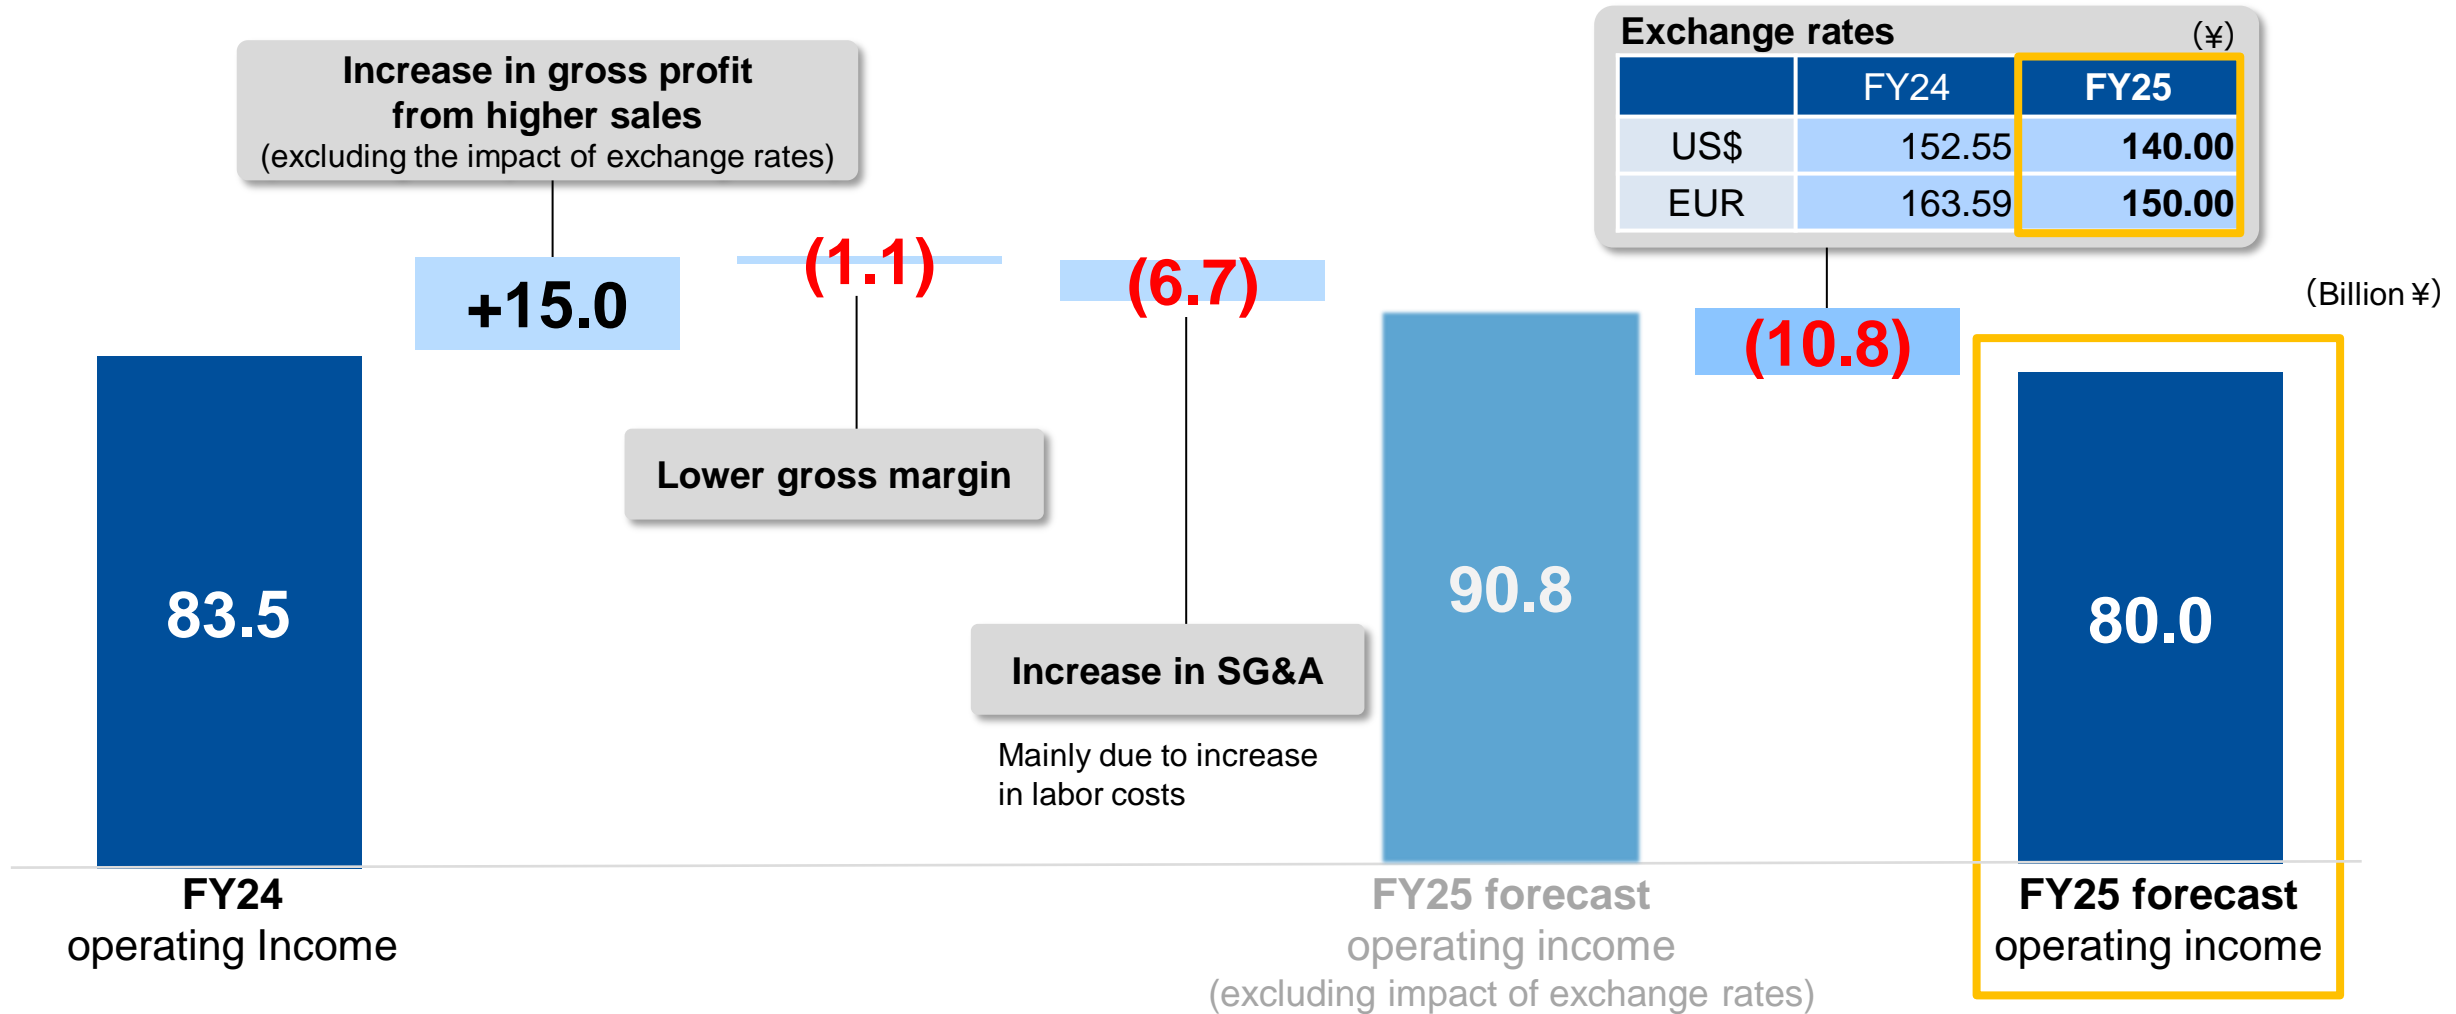 Exchange rates (¥)
FY24 FY25
US$ 152.55 140.00
EUR 163.59 150.00
Increase in gross profit
from higher sales
(excluding the impact of exchange rates)
(Billion ¥)
+15.0
(1.1)
(6.7)
(10.8)
Lower gross margin
Increase in SG&A
Mainly due to increase
in labor costs
83.5
90.8
80.0
FY24
operating Income
FY25 forecast
operating income
(excluding impact of exchange rates)
FY25 forecast
operating income